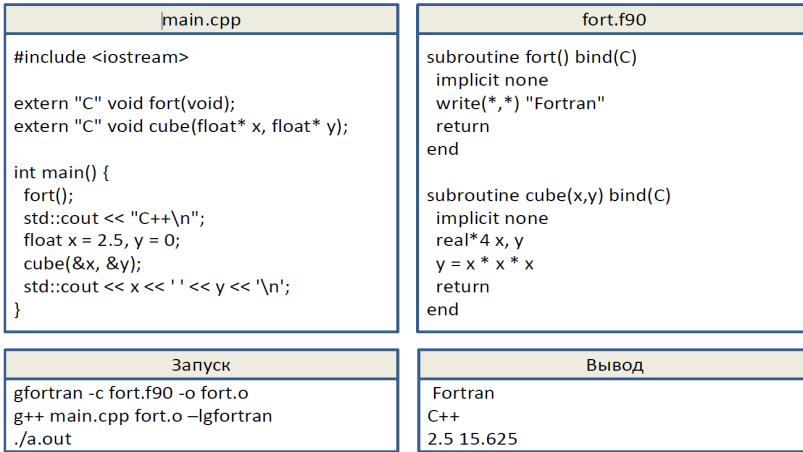 main.cpp
#include <iostream>
extern "C" void fort(void);
extern "C" void cube(float* x, float* y);
int main() {
fort();
std::cout << "C++\n";
float x = 2.5, y = 0;
cube(&x, &y);
std::cout << x << ' ' << y << '\n';
}
fort.f90
subroutine fort() bind(C)
implicit none
write(*,*) "Fortran"
return
end
subroutine cube(x,y) bind(C)
implicit none
real*4 x, y
y = x * x * x
return
end
Запуск
gfortran -c fort.f90 -o fort.o
g++ main.cpp fort.o –lgfortran
./a.out
Вывод
Fortran
C++
2.5 15.625